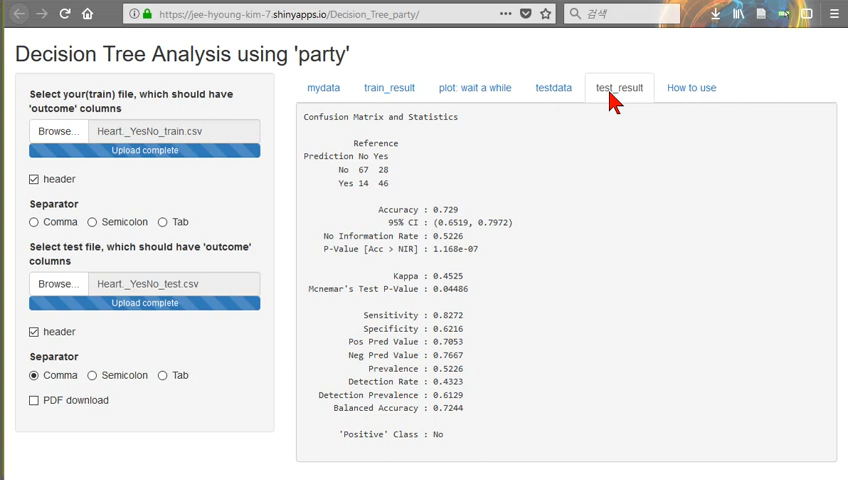 https://jee-hyoung-kim-7.shinyapps.io/Decision_Tree_party/
검색
Decision Tree Analysis using 'party'
Select your(train) file, which should have
'outcome' columns
Browse... Heart._YesNo_train.csv
Upload complete
header
Separator
Comma Semicolon Tab
Select test file, which should have 'outcome'
columns
Browse... Heart._YesNo_test.csv
Upload complete
header
Separator
Comma Semicolon Tab
PDF download
mydata train_result plot: wait a while testdata test_result How to use
Confusion Matrix and Statistics
Reference
Prediction No Yes
No 67 28
Yes 14 46
Accuracy : 0.729
95% CI : (0.6519, 0.7972)
No Information Rate : 0.5226
P-Value [Acc > NIR] : 1.168e-07
Kappa : 0.4525
Mcnemar's Test P-Value : 0.04486
Sensitivity : 0.8272
Specificity : 0.6216
Pos Pred Value : 0.7053
Neg Pred Value : 0.7667
Prevalence : 0.5226
Detection Rate : 0.4323
Detection Prevalence : 0.6129
Balanced Accuracy : 0.7244
'Positive' Class : No